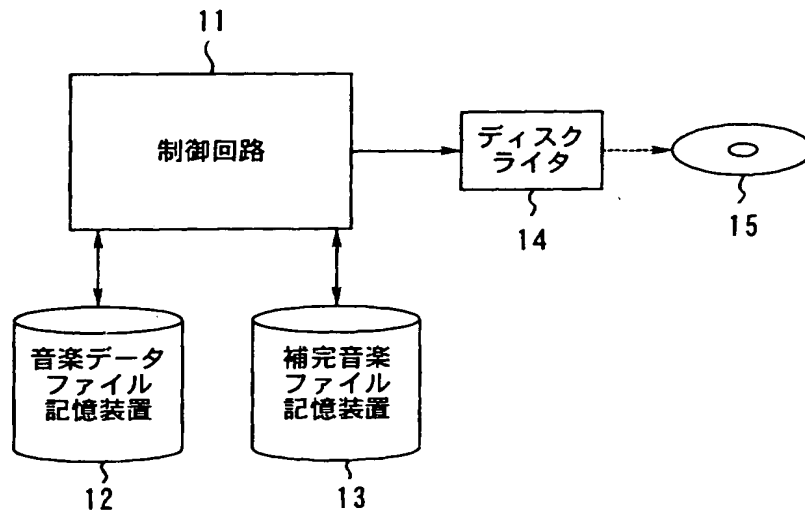 11
制御回路
ディスク
ライタ
14
15
音楽データ
ファイル
記憶装置
12
補完音楽
ファイル
記憶装置
13